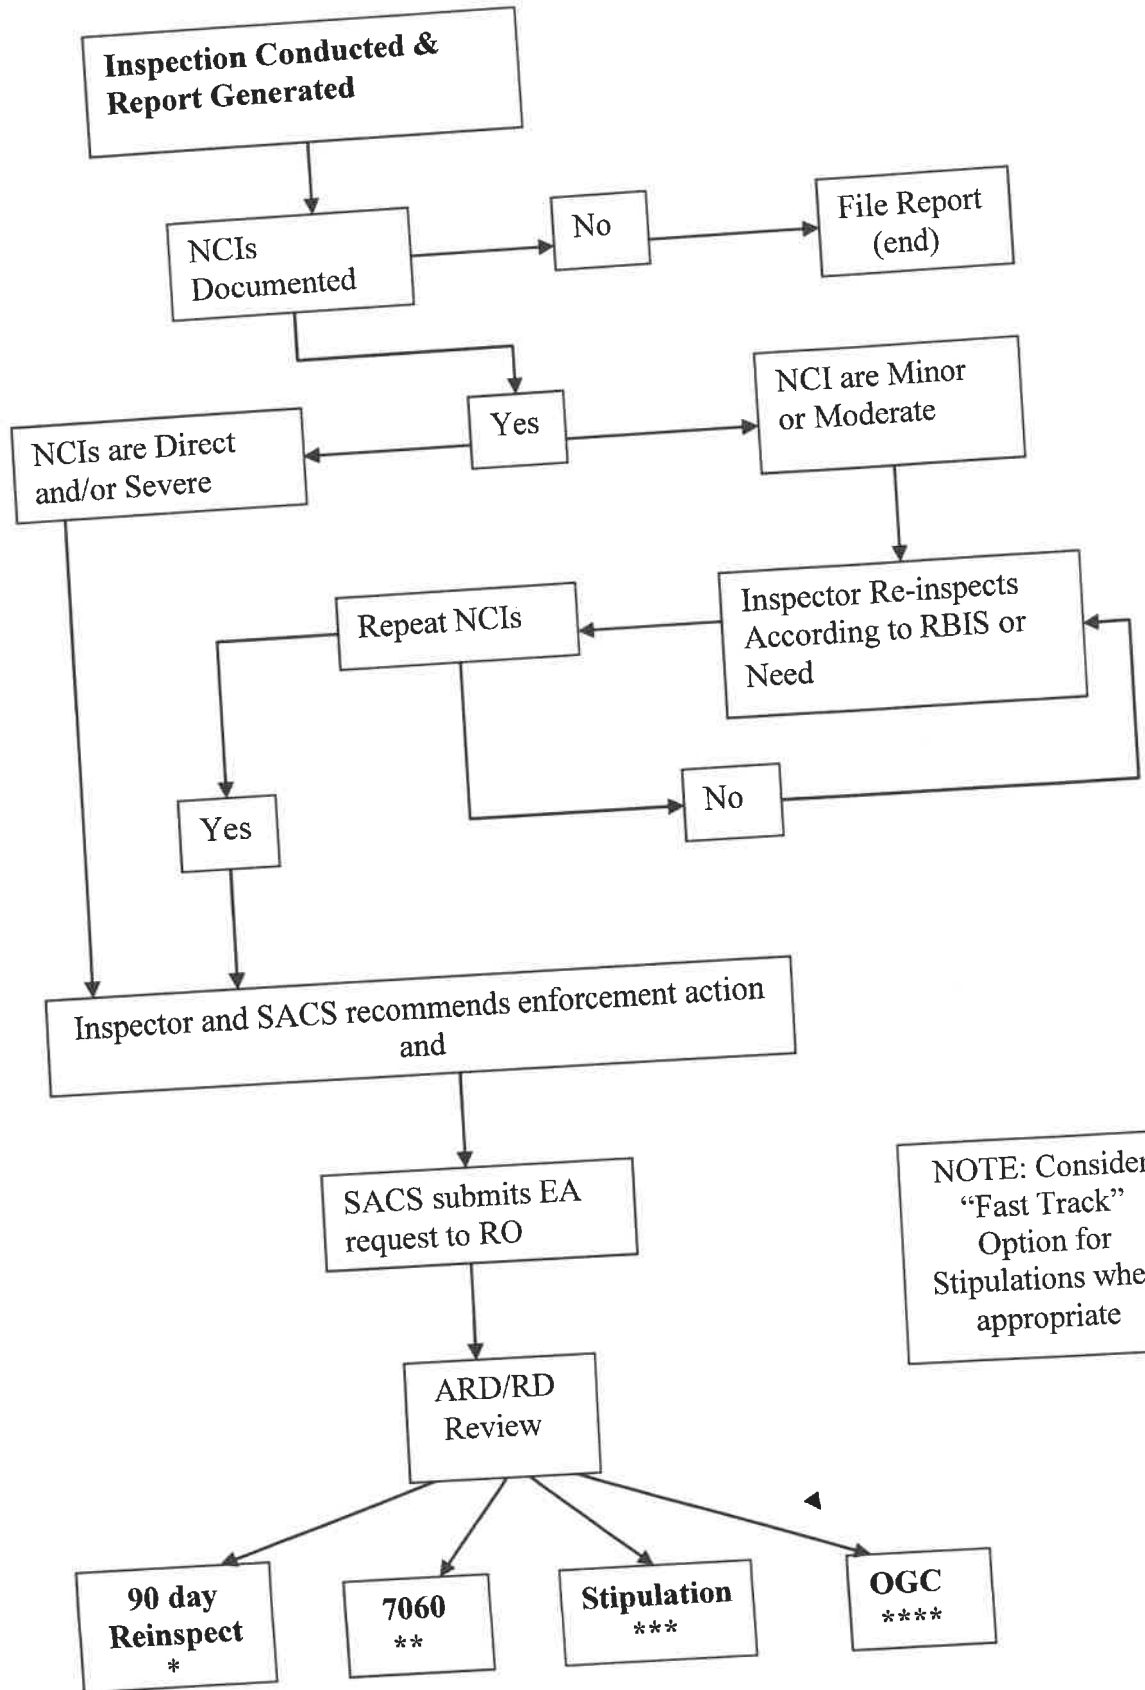 Inspection Conducted &
Report Generated
NCIs
Documented
No
File Report
(end)
Yes
NCI are Minor
or Moderate
NCIs are Direct
and/or Severe
Repeat NCIs
Inspector Re-inspects
According to RBIS or
Need
No
Yes
Inspector and SACS recommends enforcement action
and
SACS submits EA
request to RO
NOTE: Consider
“Fast Track”
Option for
Stipulations whe
appropriate
ARD/RD
Review
90 day
Reinspect
*
7060
**
Stipulation
***
OGC
****